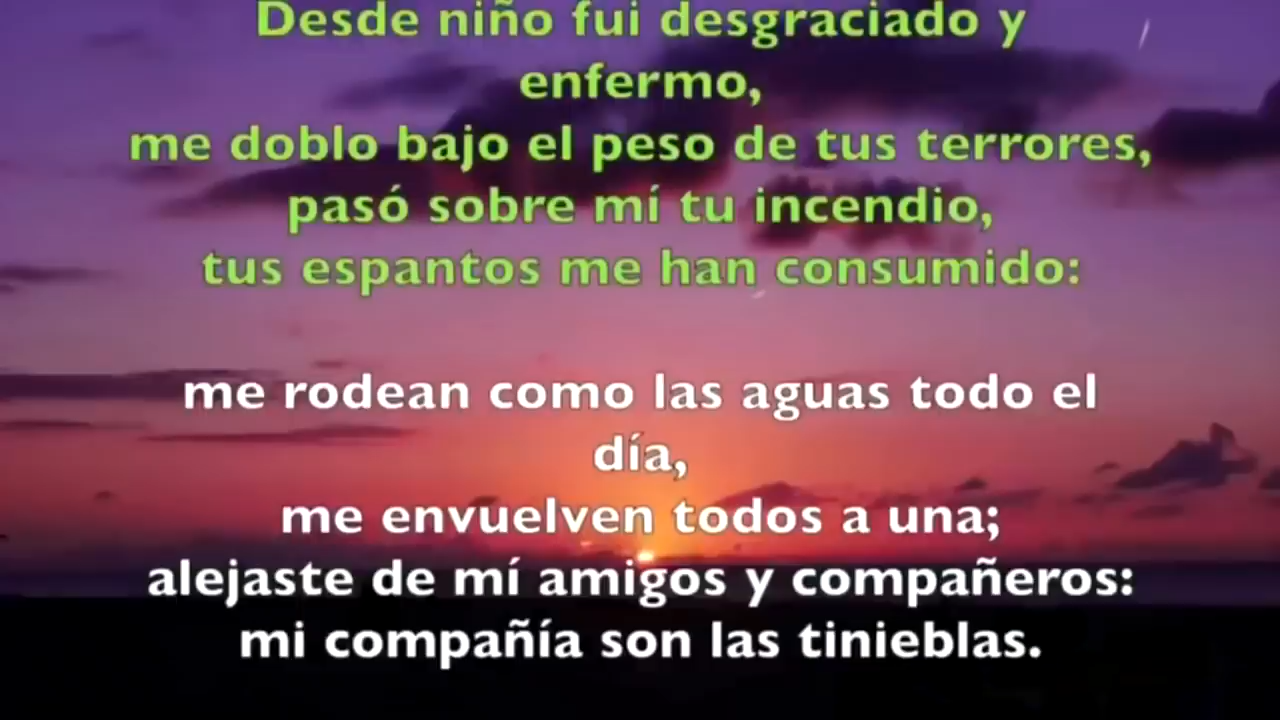 Desde niño fui desgraciado y
enfermo,
me doblo bajo el peso de tus terrores,
pasó sobre mí tu incendio,
tus espantos me han consumido:
me rodean como las aguas todo el
día,
me envuelven todos a una;
alejaste de mí amigos y compañeros:
mi compañía son las tinieblas.